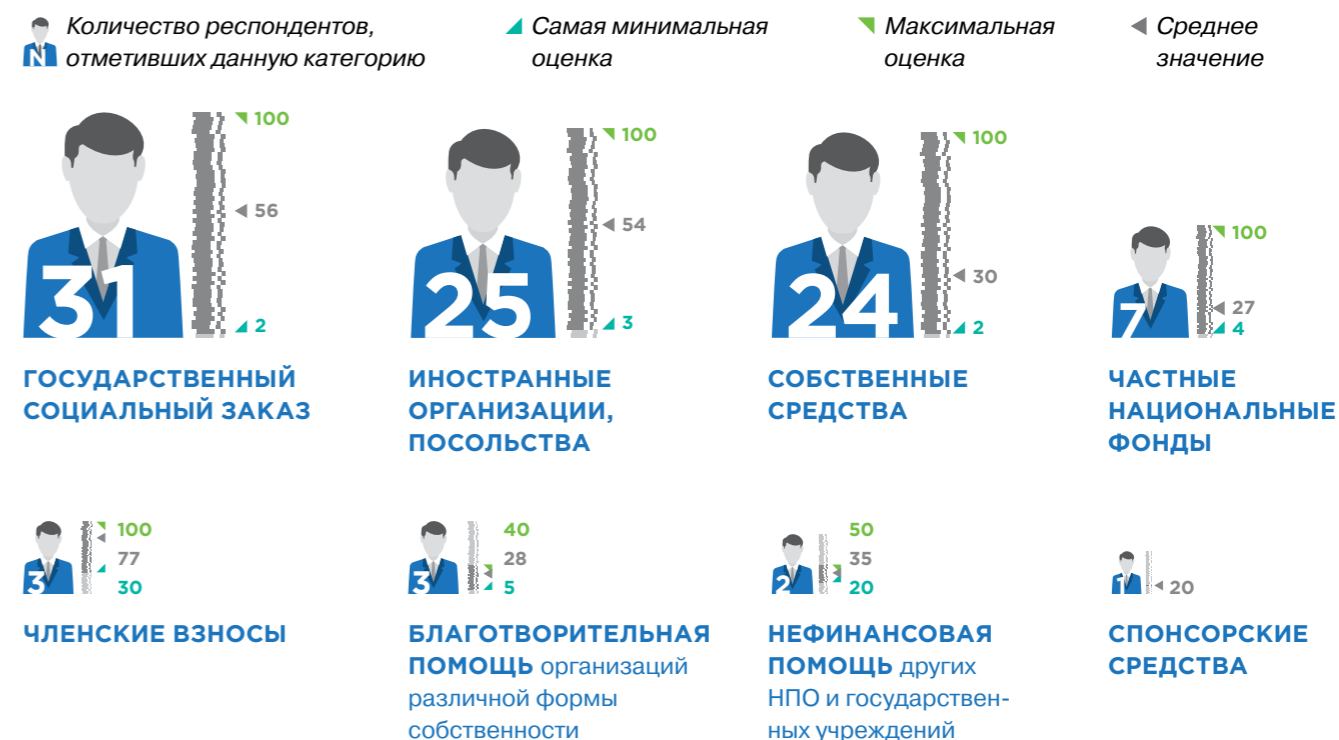 Количество респондентов,
отметивших данную категорию
N
Самая минимальная
оценка
Максимальная
оценка
Среднее
значение
31
100
56
2
ГОСУДАРСТВЕННЫЙ
СОЦИАЛЬНЫЙ ЗАКАЗ
25
100
54
3
ИНОСТРАННЫЕ
ОРГАНИЗАЦИИ,
ПОСОЛЬСТВА
24
100
30
2
СОБСТВЕННЫЕ
СРЕДСТВА
7
100
27
4
ЧАСТНЫЕ
НАЦИОНАЛЬНЫЕ
ФОНДЫ
3
100
77
30
ЧЛЕНСКИЕ ВЗНОСЫ
3
40
28
5
БЛАГОТВОРИТЕЛЬНАЯ
ПОМОЩЬ организаций
различной формы
собственности
2
50
35
20
НЕФИНАНСОВАЯ
ПОМОЩЬ других
НПО и государствен-
ных учреждений
1
20
СПОНСОРСКИЕ
СРЕДСТВА